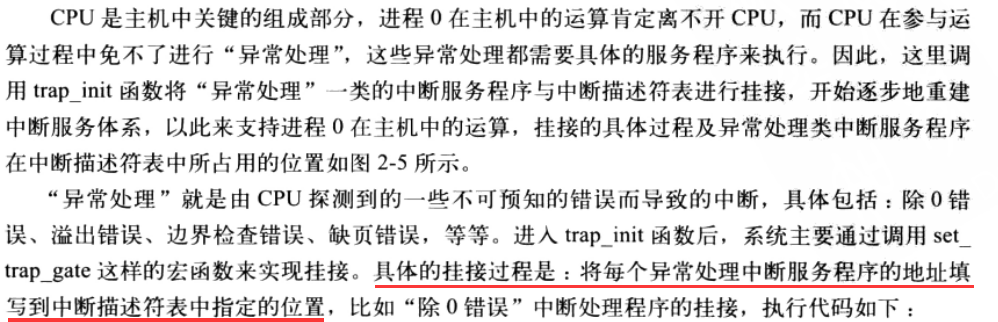 CPU 是主机中关键的组成部分，进程 0 在主机中的运算肯定离不开 CPU，而 CPU 在参与运
算过程中免不了进行“异常处理”，这些异常处理都需要具体的服务程序来执行。因此，这里调
用 trap_init 函数将“异常处理”一类的中断服务程序与中断描述符表进行挂接，开始逐步地重建
中断服务体系，以此来支持进程 0 在主机中的运算，挂接的具体过程及异常处理类中断服务程序
在中断描述符表中所占用的位置如图 2-5 所示。
“异常处理”就是由 CPU 探测到的一些不可预知的错误而导致的中断，具体包括：除 0 错
误、溢出错误、边界检查错误、缺页错误，等等。进入 trap_init 函数后，系统主要通过调用 set_
trap_gate 这样的宏函数来实现挂接。具体的挂接过程是：将每个异常处理中断服务程序的地址填
写到中断描述符表中指定的位置，比如“除 0 错误”中断处理程序的挂接，执行代码如下：